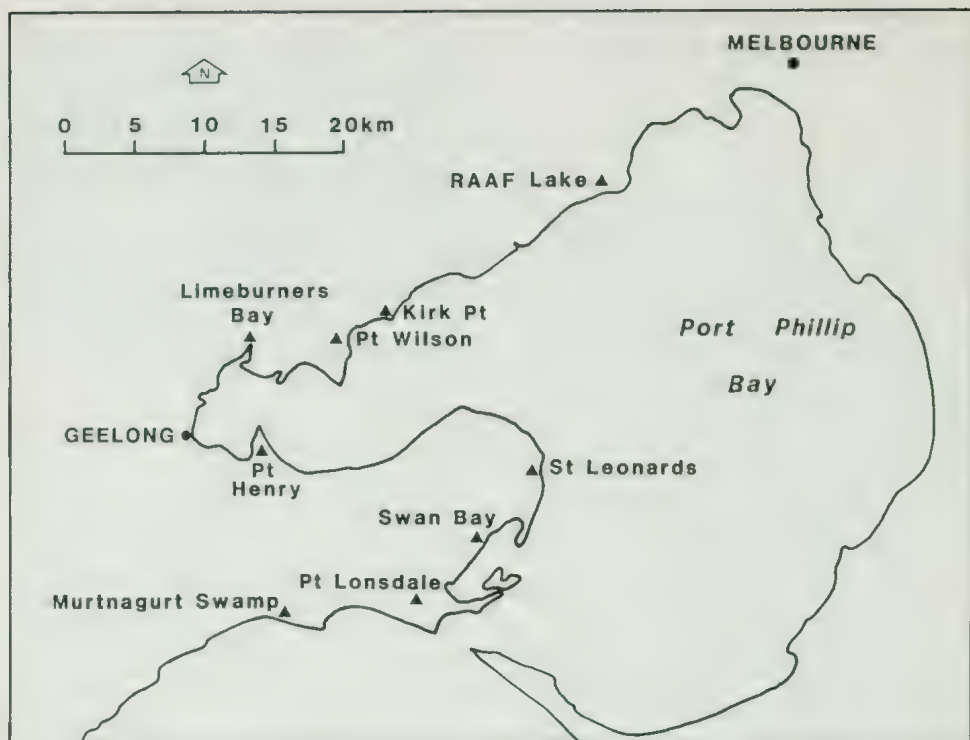 MELBOURNE
N
0 5 10 15 20km
RAAF Lake
Limeburners
Bay
Kirk Pt
Pt Wilson
Port Phillip
Bay
GEELONG
Pt
Henry
St Leonards
Swan Bay
Pt Lonsdale
Murtnagurt Swamp